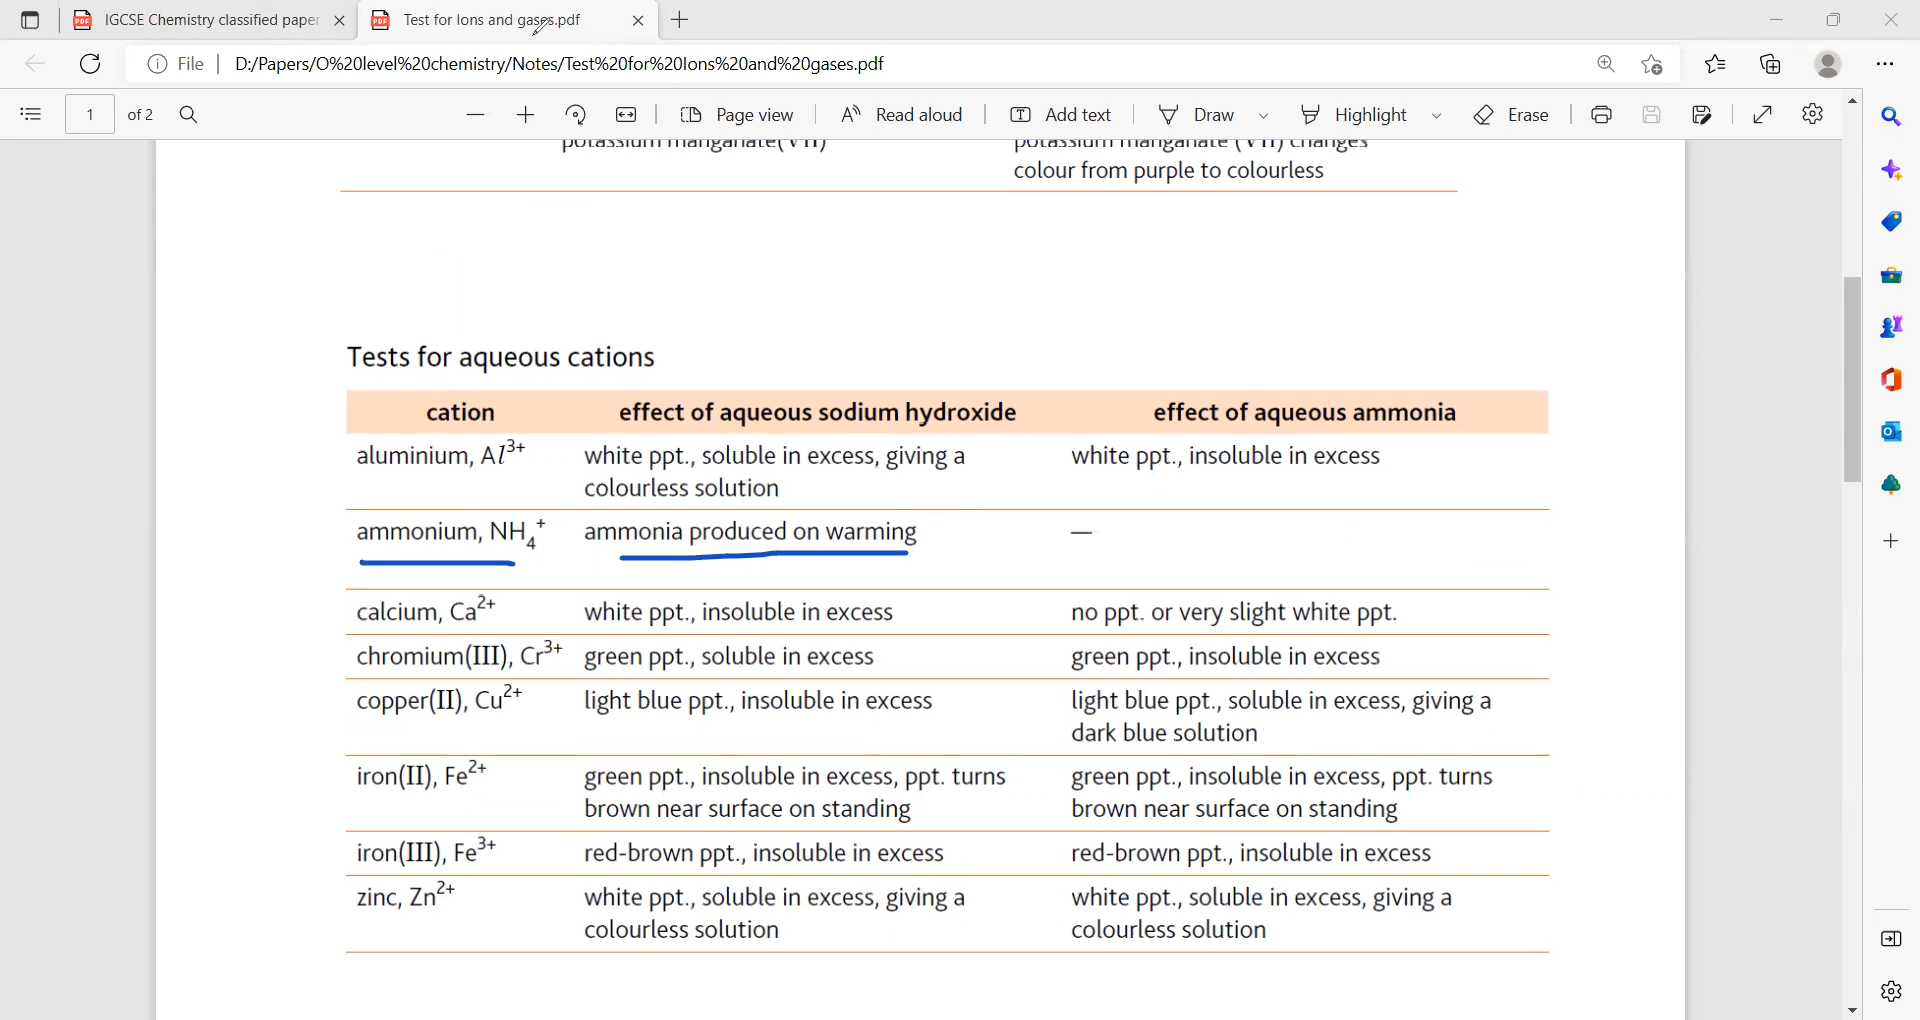 IGCSE Chemistry classified paper
Test for Ions and gases.pdf
File
D:/Papers/O%20level%20chemistry/Notes/Test%20for%20Ions%20and%20gases.pdf
1 of 2
Page view
Read aloud
Add text
Draw
Highlight
Erase
potassium manganate(VII)
potassium manganate (VII) changes
colour from purple to colourless
Tests for aqueous cations
cation effect of aqueous sodium hydroxide effect of aqueous ammonia
aluminium, Al³⁺ white ppt., soluble in excess, giving a white ppt., insoluble in excess
colourless solution
ammonium, NH₄⁺ ammonia produced on warming —
calcium, Ca²⁺ white ppt., insoluble in excess no ppt. or very slight white ppt.
chromium(III), Cr³⁺ green ppt., soluble in excess green ppt., insoluble in excess
copper(II), Cu²⁺ light blue ppt., insoluble in excess light blue ppt., soluble in excess, giving a
dark blue solution
iron(II), Fe²⁺ green ppt., insoluble in excess, ppt. turns green ppt., insoluble in excess, ppt. turns
brown near surface on standing brown near surface on standing
iron(III), Fe³⁺ red-brown ppt., insoluble in excess red-brown ppt., insoluble in excess
zinc, Zn²⁺ white ppt., soluble in excess, giving a white ppt., soluble in excess, giving a
colourless solution colourless solution